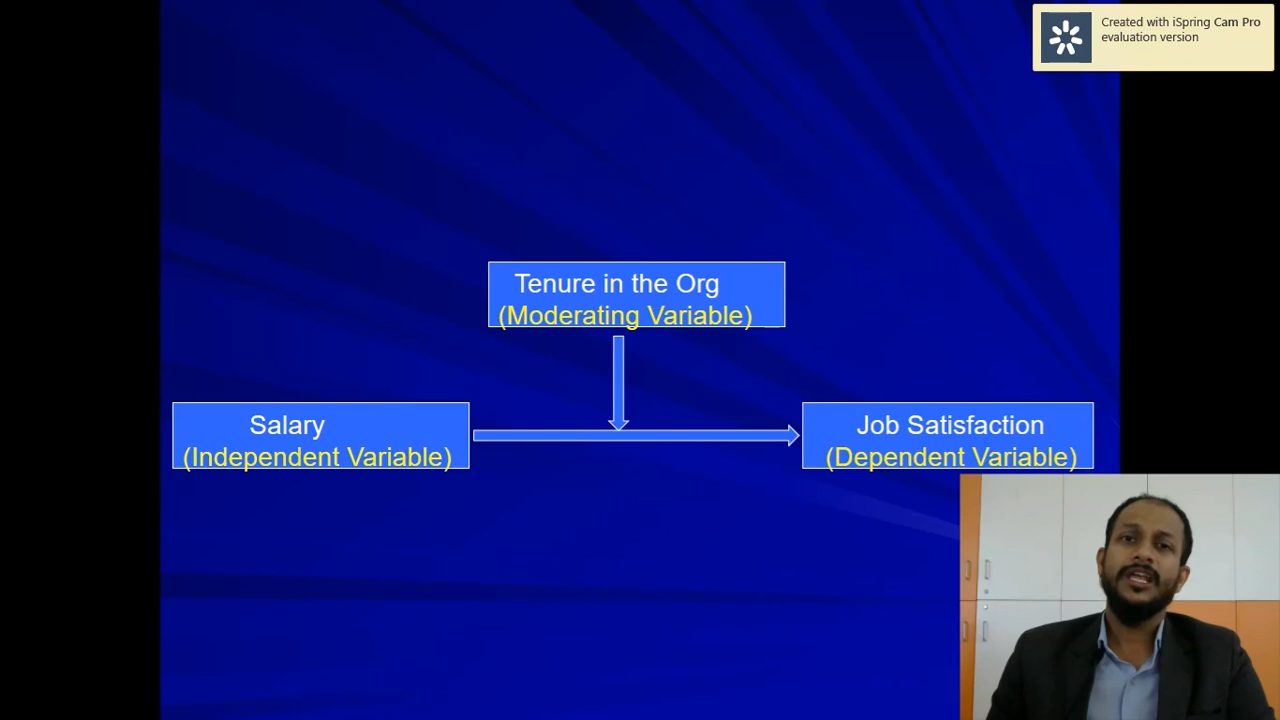 Created with iSpring Cam Pro
evaluation version
Tenure in the Org
(Moderating Variable)
Salary
(Independent Variable)
Job Satisfaction
(Dependent Variable)